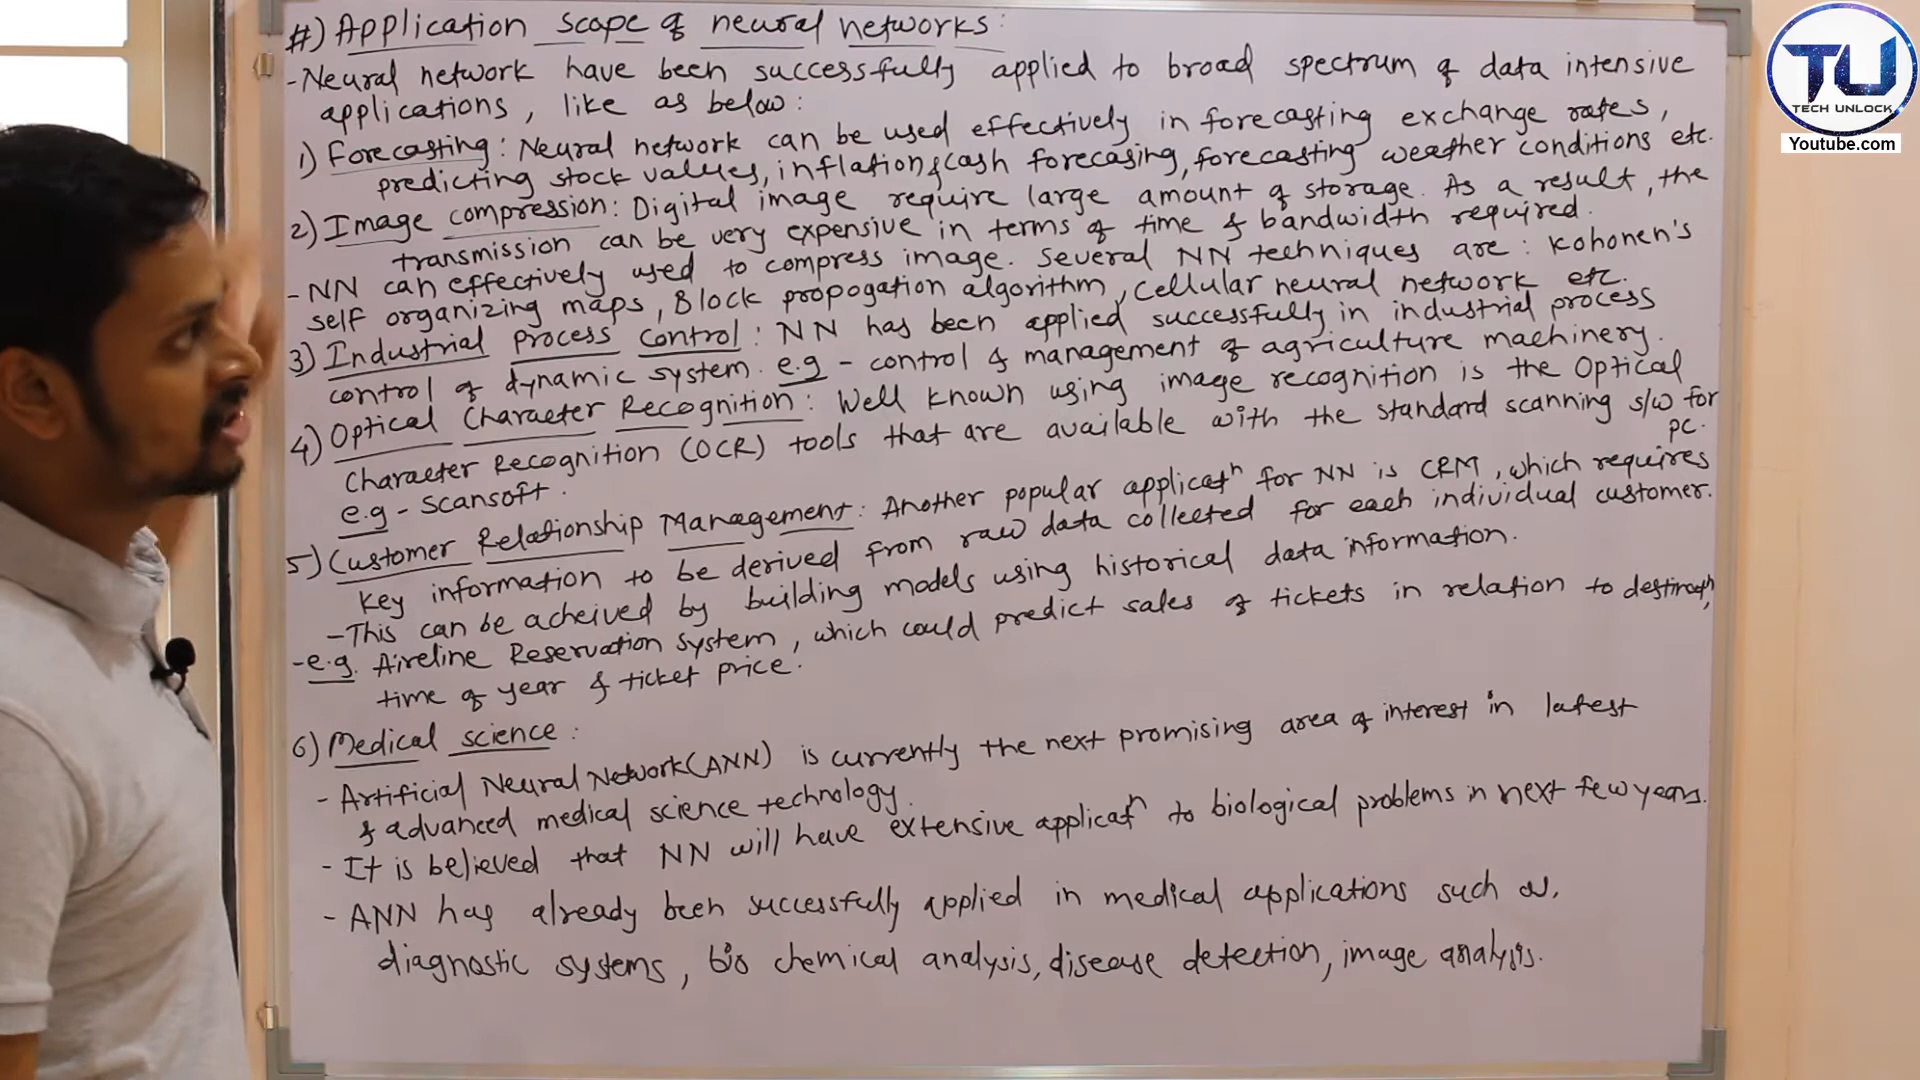 #) Application scope of neural networks:
- Neural network have been successfully applied to broad spectrum of data intensive
applications, like as below:
1) Forecasting: Neural network can be used effectively in forecasting exchange rates,
predicting stock values, inflation & cash forecasing, forecasting weather conditions etc.
2) Image compression: Digital image require large amount of storage. As a result, the
transmission can be very expensive in terms of time & bandwidth required.
- NN can effectively used to compress image. Several NN techniques are: Kohonen's
self organizing maps, Block propogation algorithm, cellular neural network etc.
3) Industrial process control: NN has been applied successfully in industrial process
control of dynamic system. e.g - control & management of agriculture machinery.
4) Optical Character Recognition: Well known using image recognition is the Optical
Character Recognition (OCR) tools that are available with the standard scanning s/w for
PC.
e.g - Scansoft.
5) Customer Relationship Management: Another popular applicatn for NN is CRM, which requires
key information to be derived from raw data collected for each individual customer.
- This can be acheived by building models using historical data information.
- e.g. Aireline Reservation system, which could predict sales of tickets in relation to destinatn,
time of year & ticket price.
6) Medical science:
- Artificial Neural Network (ANN) is currently the next promising area of interest in latest
& advanced medical science technology.
- It is believed that NN will have extensive applicatn to biological problems in next few years.
- ANN has already been successfully applied in medical applications such as,
diagnostic systems, bio chemical analysis, disease detection, image analysis.
TU
TECH UNLOCK
Youtube.com